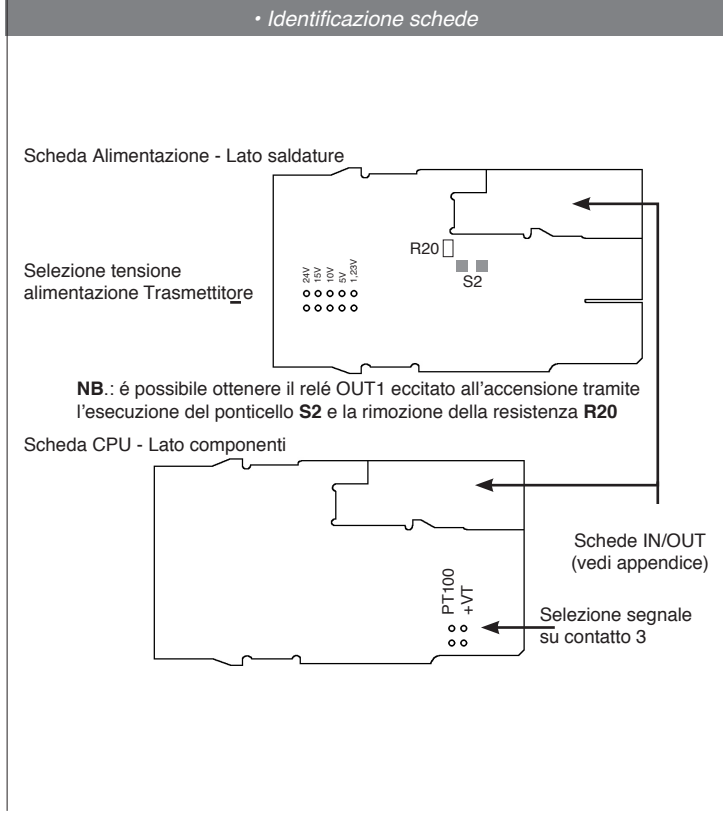 • Identificazione schede
Scheda Alimentazione - Lato saldature
R20
S2
24V
15V
10V
5V
1,23V
Selezione tensione
alimentazione Trasmettitore
NB.: é possibile ottenere il relé OUT1 eccitato all'accensione tramite
l'esecuzione del ponticello S2 e la rimozione della resistenza R20
Scheda CPU - Lato componenti
Schede IN/OUT
(vedi appendice)
PT100
+VT
Selezione segnale
su contatto 3